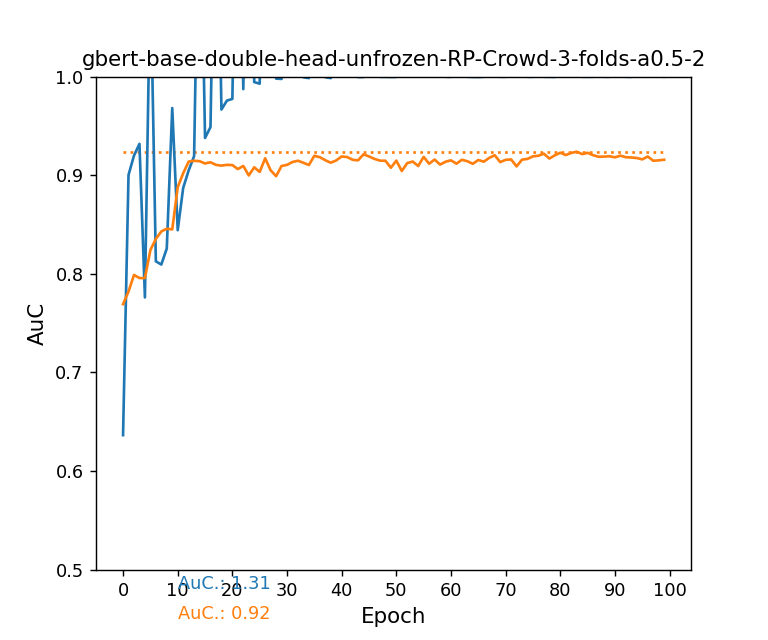 gbert-base-double-head-unfrozen-RP-Crowd-3-folds-a0.5-2
1.0
0.9
0.8
0.7
0.6
0.5
AuC
0 10 20 30 40 50 60 70 80 90 100
AuC.: 1.31
AuC.: 0.92
Epoch